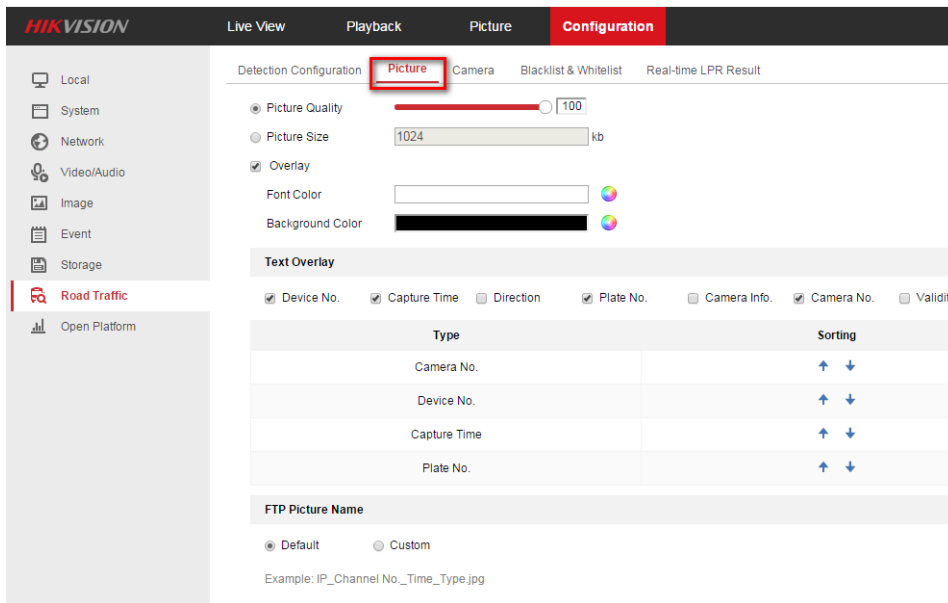 HIKVISION Live View Playback Picture Configuration
Detection Configuration Picture Camera Blacklist & Whitelist Real-time LPR Result
Local
System
Network
Video/Audio
Image
Event
Storage
Road Traffic
Open Platform
Picture Quality 100
Picture Size 1024 kb
Overlay
Font Color
Background Color
Text Overlay
Device No. Capture Time Direction Plate No. Camera Info. Camera No. Validit
Type Sorting
Camera No.
Device No.
Capture Time
Plate No.
FTP Picture Name
Default Custom
Example: IP_Channel No._Time_Type.jpg